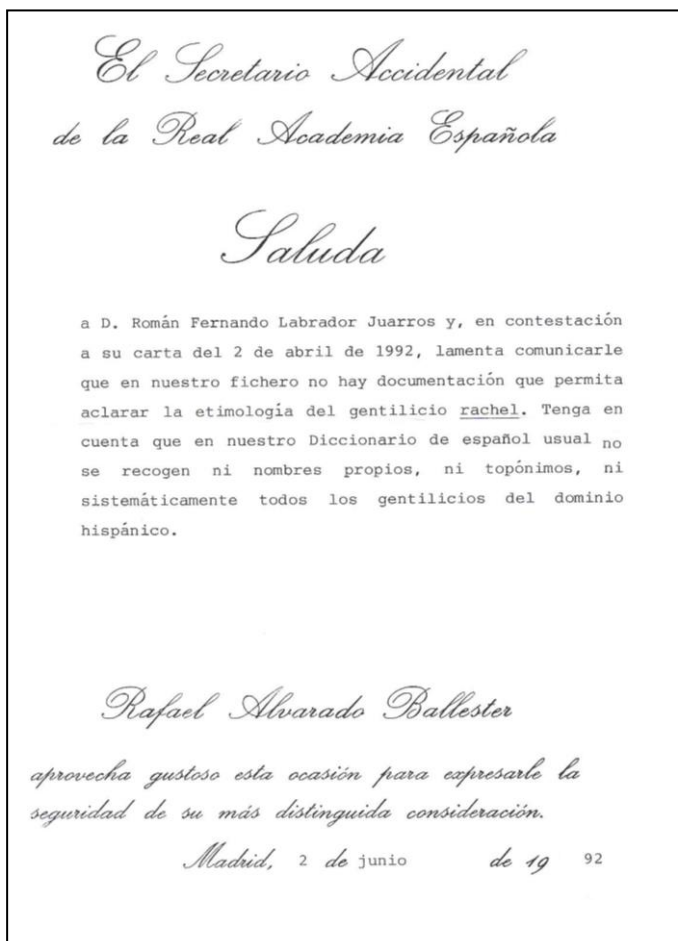 El Secretario Accidental
de la Real Academia Española
Saluda
a D. Román Fernando Labrador Juarros y, en contestación
a su carta del 2 de abril de 1992, lamenta comunicarle
que en nuestro fichero no hay documentación que permita
aclarar la etimología del gentilicio rachel. Tenga en
cuenta que en nuestro Diccionario de español usual no
se recogen ni nombres propios, ni topónimos, ni
sistemáticamente todos los gentilicios del dominio
hispánico.
Rafael Alvarado Ballester
aprovecha gustoso esta ocasión para expresarle la
seguridad de su más distinguida consideración.
Madrid, 2 de junio de 19 92